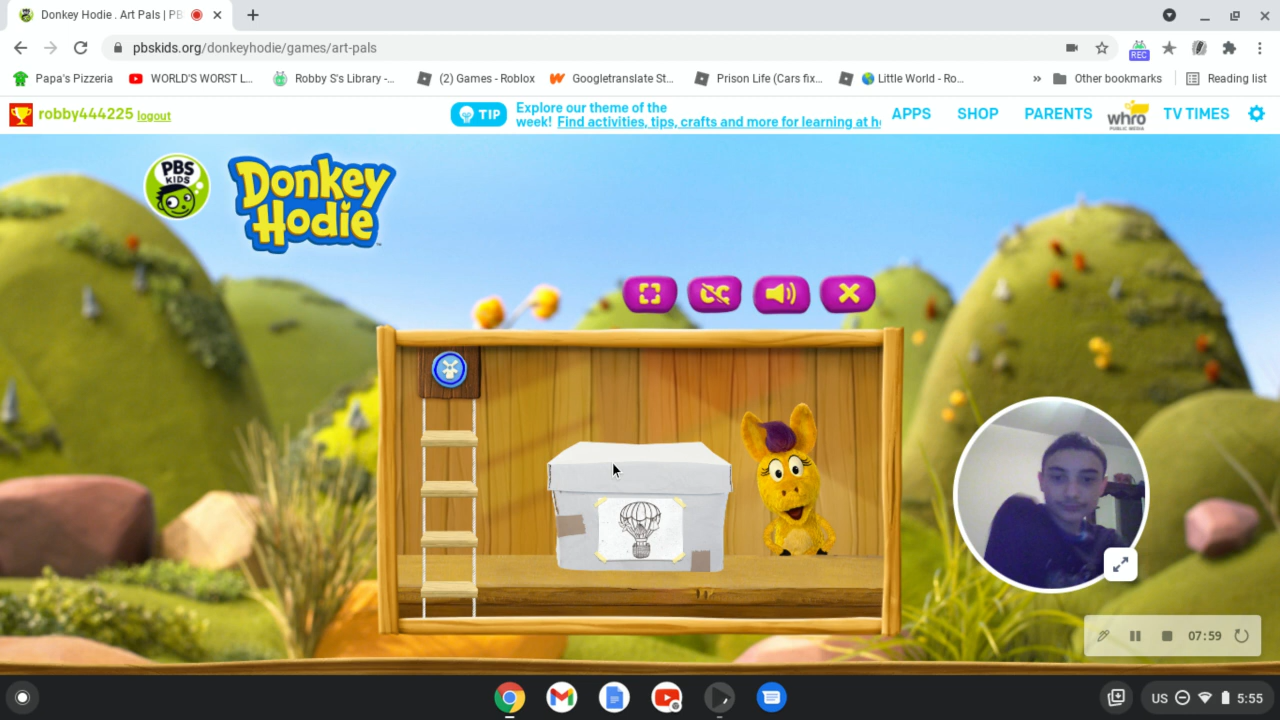 Donkey Hodie . Art Pals | PB
pbskids.org/donkeyhodie/games/art-pals
REC
Papa's Pizzeria
WORLD'S WORST L...
Robby S's Library -...
(2) Games - Roblox
Googletranslate St...
Prison Life (Cars fix...
Little World - Ro...
»
Other bookmarks
Reading list
robby444225 logout
TIP
Explore our theme of the
week! Find activities, tips, crafts and more for learning at h
APPS
SHOP
PARENTS
whro
PUBLIC MEDIA
TV TIMES
PBS
KIDS
Donkey
Hodie
CC
07:59
US
5:55